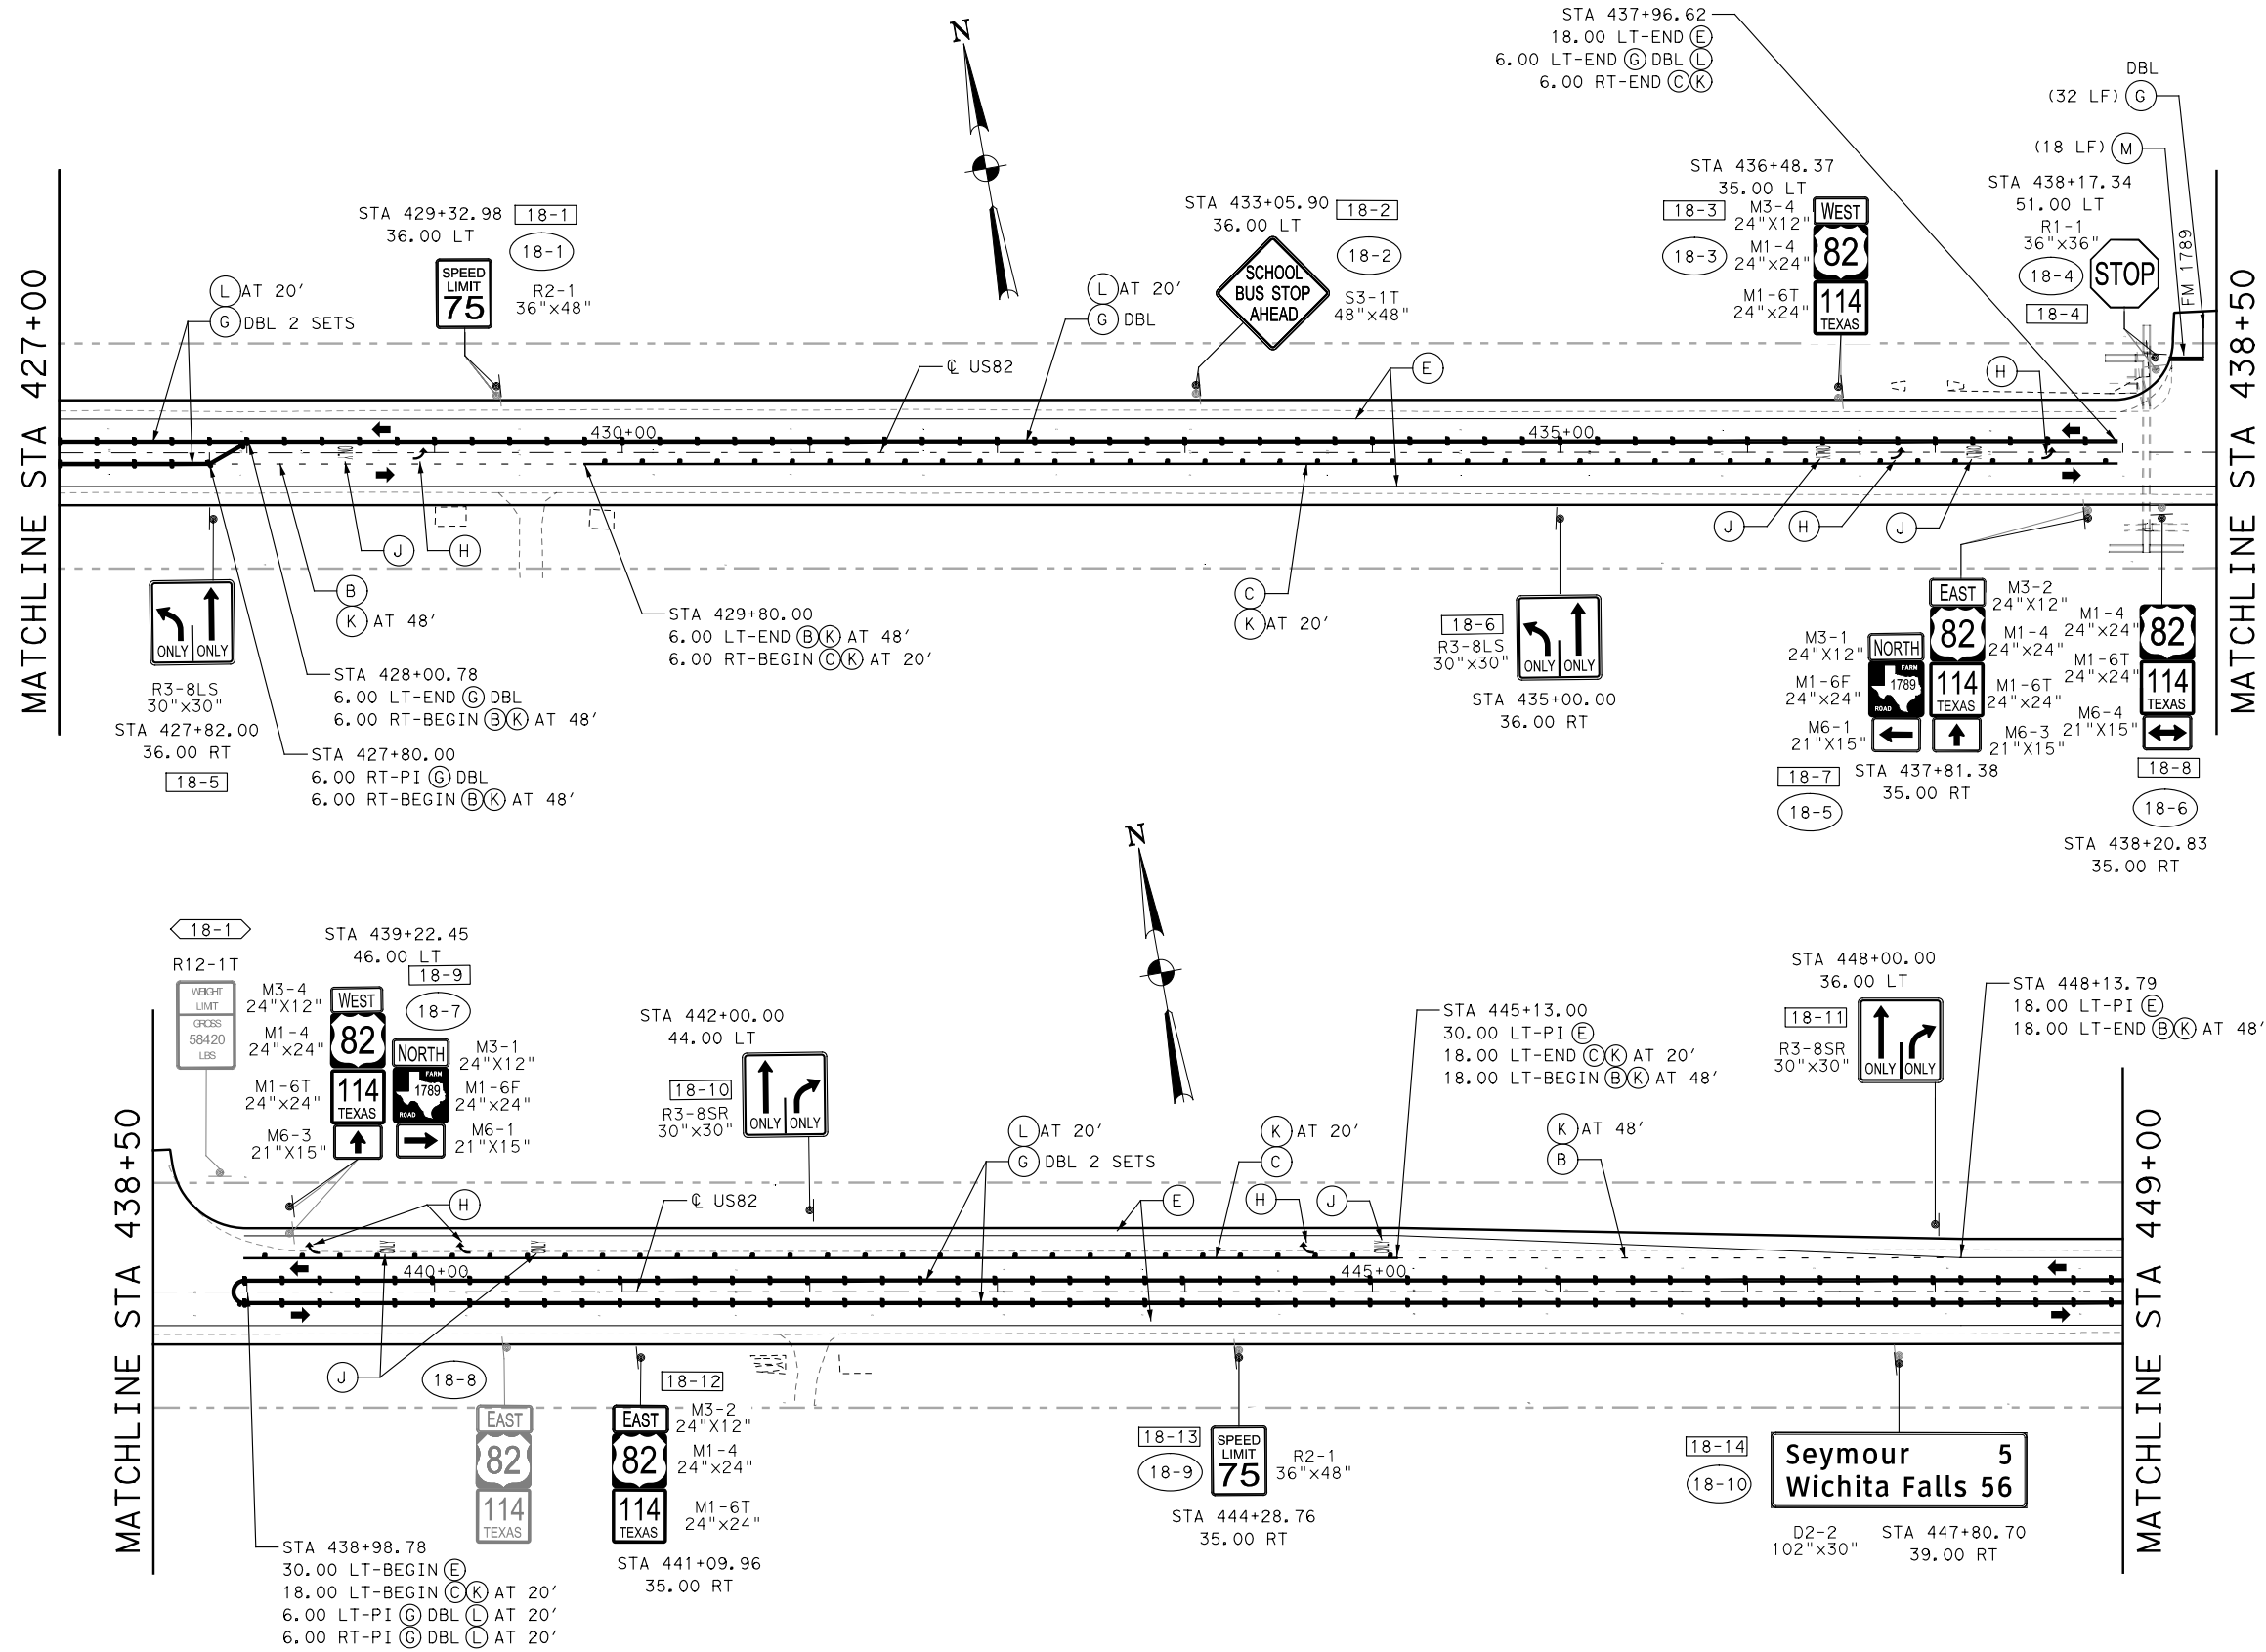 N
STA 437+96.62
18.00 LT-END E
6.00 LT-END G DBL L
6.00 RT-END C K
DBL
(32 LF) G
(18 LF) M
FM 1789
MATCHLINE STA 427+00
L AT 20'
G DBL 2 SETS
STA 429+32.98
36.00 LT
18-1
18-1
SPEED
LIMIT
75
R2-1
36"x48"
L AT 20'
G DBL
℄ US82
STA 433+05.90
36.00 LT
18-2
18-2
SCHOOL
BUS STOP
AHEAD
S3-1T
48"x48"
E
STA 436+48.37
35.00 LT
18-3
18-3
M3-4
24"X12"
M1-4
24"x24"
M1-6T
24"x24"
WEST
82
114
TEXAS
STA 438+17.34
51.00 LT
R1-1
36"x36"
18-4
18-4
STOP
H
430+00
435+00
ONLY
ONLY
ONLY
MATCHLINE STA 438+50
J
H
B
K AT 48'
C
K AT 20'
J
H
J
ONLY ONLY
R3-8LS
30"x30"
STA 427+82.00
36.00 RT
18-5
STA 429+80.00
6.00 LT-END B K AT 48'
6.00 RT-BEGIN C K AT 20'
STA 428+00.78
6.00 LT-END G DBL
6.00 RT-BEGIN B K AT 48'
STA 427+80.00
6.00 RT-PI G DBL
6.00 RT-BEGIN B K AT 48'
18-6
R3-8LS
30"x30"
ONLY ONLY
STA 435+00.00
36.00 RT
M3-1
24"X12"
M1-6F
24"x24"
M6-1
21"X15"
NORTH
FARM
1789
ROAD
EAST
82
114
TEXAS
M3-2
24"X12"
M1-4
24"x24"
M1-6T
24"x24"
M6-3
21"X15"
18-7
18-5
STA 437+81.38
35.00 RT
M1-4
24"x24"
M1-6T
24"x24"
M6-4
21"X15"
82
114
TEXAS
18-8
18-6
STA 438+20.83
35.00 RT
N
MATCHLINE STA 438+50
18-1
R12-1T
WEIGHT
LIMIT
GROSS
58420
LBS
STA 439+22.45
46.00 LT
18-9
18-7
M3-4
24"X12"
M1-4
24"x24"
M1-6T
24"x24"
M6-3
21"X15"
WEST
82
114
TEXAS
NORTH
FARM
1789
ROAD
M3-1
24"X12"
M1-6F
24"x24"
M6-1
21"X15"
STA 442+00.00
44.00 LT
18-10
R3-8SR
30"x30"
ONLY ONLY
L AT 20'
G DBL 2 SETS
K AT 20'
C
STA 445+13.00
30.00 LT-PI E
18.00 LT-END C K AT 20'
18.00 LT-BEGIN B K AT 48'
K AT 48'
B
STA 448+00.00
36.00 LT
18-11
R3-8SR
30"x30"
ONLY ONLY
STA 448+13.79
18.00 LT-PI E
18.00 LT-END B K AT 48'
H
℄ US82
E
H
J
ONLY
ONLY
ONLY
440+00
445+00
MATCHLINE STA 449+00
J
18-8
EAST
82
114
TEXAS
18-12
EAST
82
114
TEXAS
M3-2
24"X12"
M1-4
24"x24"
M1-6T
24"x24"
STA 441+09.96
35.00 RT
18-13
18-9
SPEED
LIMIT
75
R2-1
36"x48"
STA 444+28.76
35.00 RT
18-14
18-10
Seymour 5
Wichita Falls 56
D2-2
102"x30"
STA 447+80.70
39.00 RT
STA 438+98.78
30.00 LT-BEGIN E
18.00 LT-BEGIN C K AT 20'
6.00 LT-PI G DBL L AT 20'
6.00 RT-PI G DBL L AT 20'